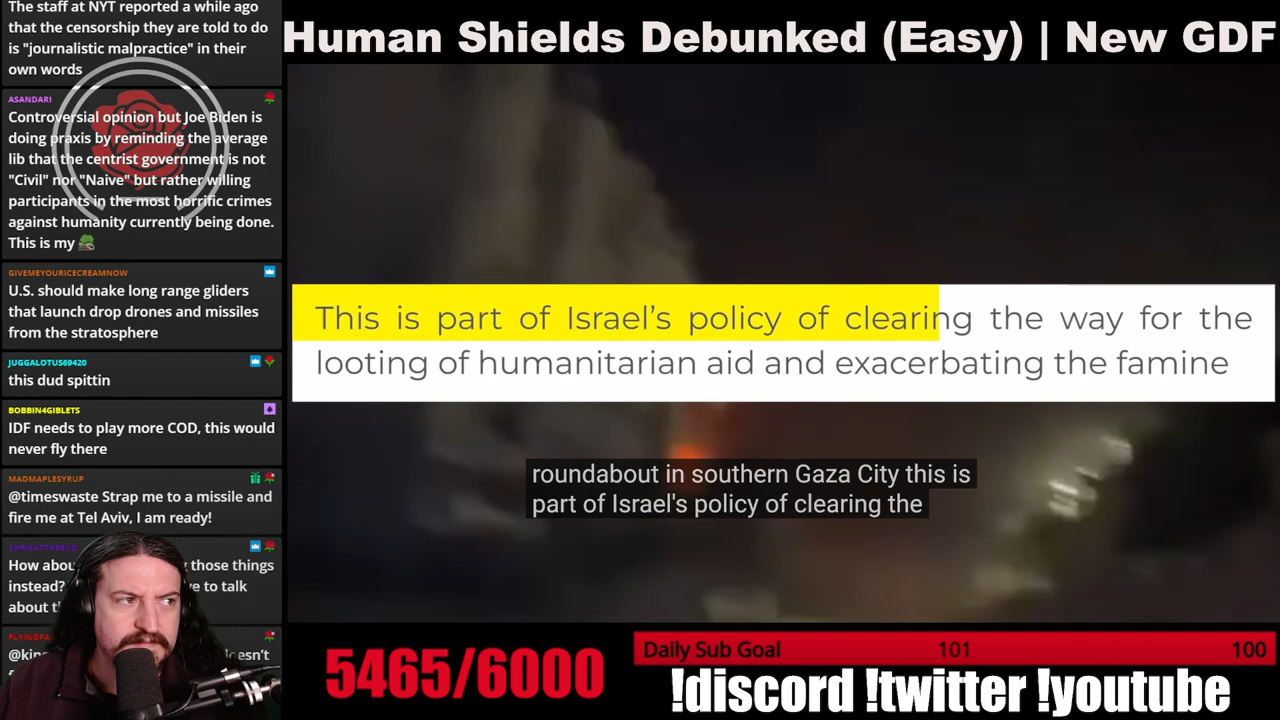 The staff at NYT reported a while ago
that the censorship they are told to do
is "journalistic malpractice" in their
own words
ASANDARI
Controversial opinion but Joe Biden is
doing praxis by reminding the average
lib that the centrist government is not
"Civil" nor "Naive" but rather willing
participants in the most horrific crimes
against humanity currently being done.
This is my
GIVEMEYOURICECREAMNOW
U.S. should make long range gliders
that launch drop drones and missiles
from the stratosphere
JUGGALOTUS69420
this dud spittin
BOBBIN4GIBLETS
IDF needs to play more COD, this would
never fly there
MADMAPLESYRUP
@timeswaste Strap me to a missile and
fire me at Tel Aviv, I am ready!
How abou those things
instead? ve to talk
about t
Human Shields Debunked (Easy) | New GDF
This is part of Israel's policy of clearing the way for the
looting of humanitarian aid and exacerbating the famine
roundabout in southern Gaza City this is
part of Israel's policy of clearing the
5465/6000
Daily Sub Goal 101 100
!discord !twitter !youtube